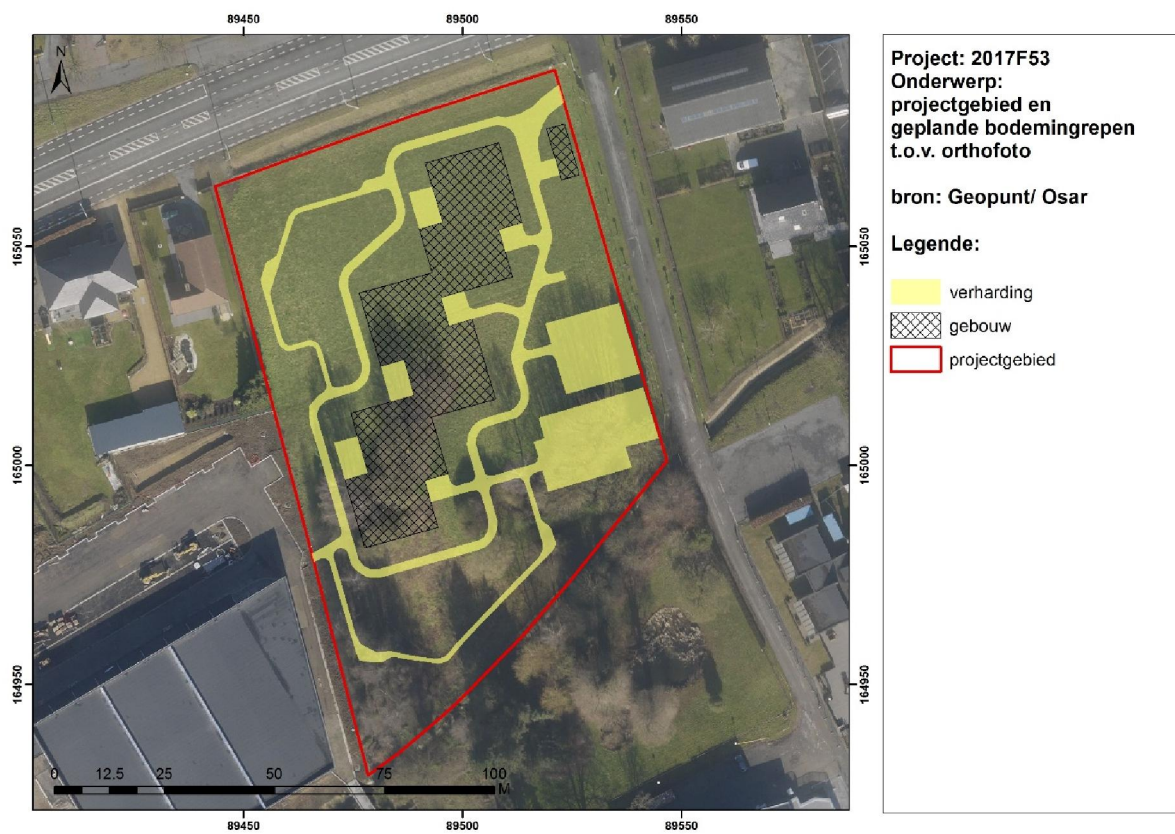 89450 89500 89550
N
165050 165050
165000 165000
164950 164950
0 12.5 25 50 75 100
M
89450 89500 89550
Project: 2017F53
Onderwerp:
projectgebied en
geplande bodemingrepen
t.o.v. orthofoto
bron: Geopunt/ Osar
Legende:
verharding
gebouw
projectgebied